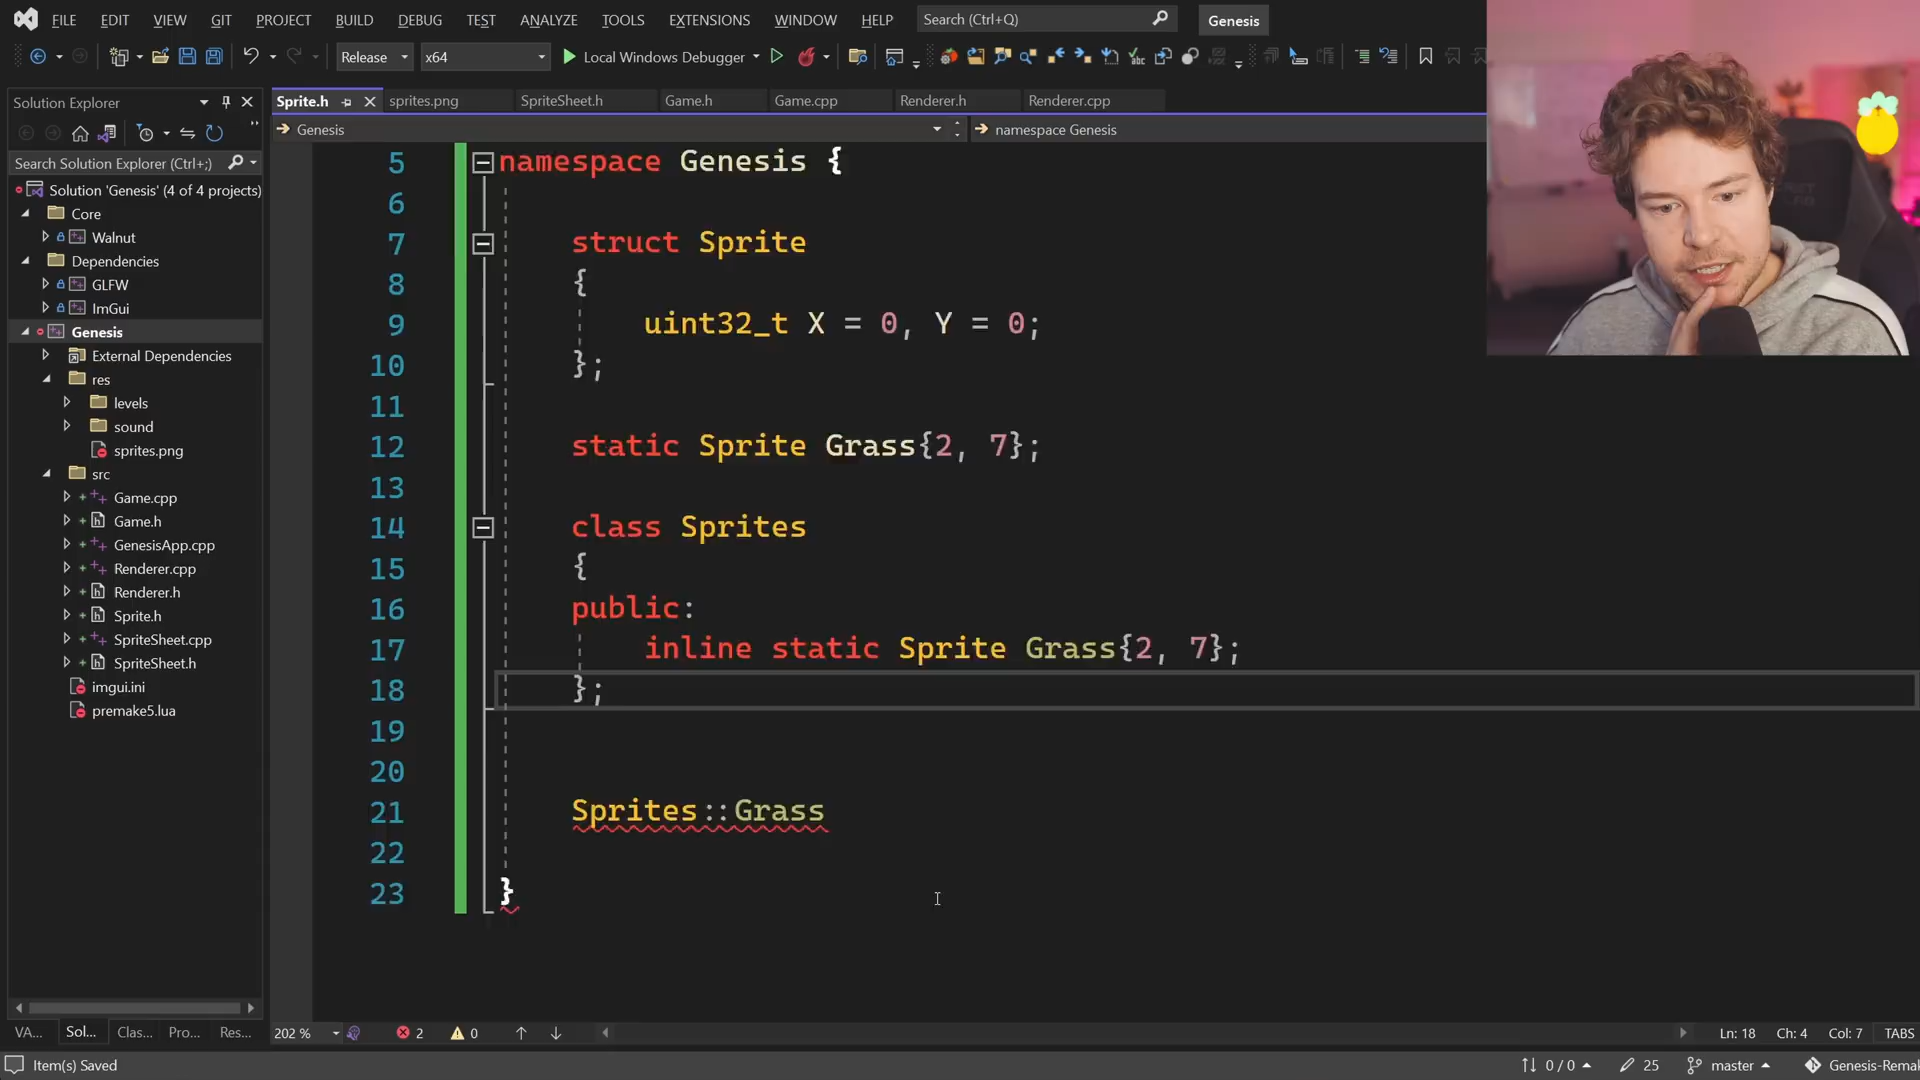 FILE EDIT VIEW GIT PROJECT BUILD DEBUG TEST ANALYZE TOOLS EXTENSIONS WINDOW HELP Search (Ctrl+Q) Genesis
Release x64 Local Windows Debugger
Solution Explorer
Sprite.h sprites.png SpriteSheet.h Game.h Game.cpp Renderer.h Renderer.cpp
Genesis namespace Genesis
Search Solution Explorer (Ctrl+;)
Solution 'Genesis' (4 of 4 projects)
Core
Walnut
Dependencies
GLFW
ImGui
Genesis
External Dependencies
res
levels
sound
sprites.png
src
Game.cpp
Game.h
GenesisApp.cpp
Renderer.cpp
Renderer.h
Sprite.h
SpriteSheet.cpp
SpriteSheet.h
imgui.ini
premake5.lua
VA... Sol... Clas... Pro... Res...
5 namespace Genesis {
6
7 struct Sprite
8 {
9 uint32_t X = 0, Y = 0;
10 };
11
12 static Sprite Grass{2, 7};
13
14 class Sprites
15 {
16 public:
17 inline static Sprite Grass{2, 7};
18 };
19
20
21 Sprites::Grass
22
23 }
202 % 2 0 Ln: 18 Ch: 4 Col: 7 TABS
Item(s) Saved 0 / 0 25 master Genesis-Rema